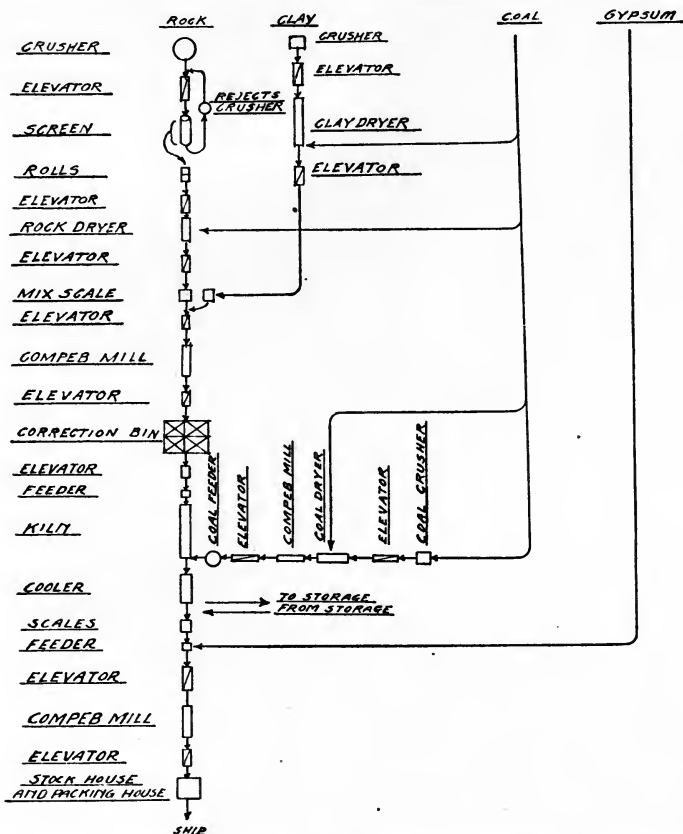 ROCK
CLAY
COAL
GYPSUM
CRUSHER
CRUSHER
ELEVATOR
ELEVATOR
REJECTS
CRUSHER
SCREEN
CLAY DRYER
ROLLS
ELEVATOR
ELEVATOR
ROCK DRYER
ELEVATOR
MIX SCALE
ELEVATOR
COMPEB MILL
ELEVATOR
CORRECTION BIN
ELEVATOR
FEEDER
KILN
COAL FEEDER
ELEVATOR
COMPEB MILL
COAL DRYER
ELEVATOR
COAL CRUSHER
COOLER
TO STORAGE
FROM STORAGE
SCALES
FEEDER
ELEVATOR
COMPEB MILL
ELEVATOR
STOCK HOUSE
AND PACKING HOUSE
SHIP